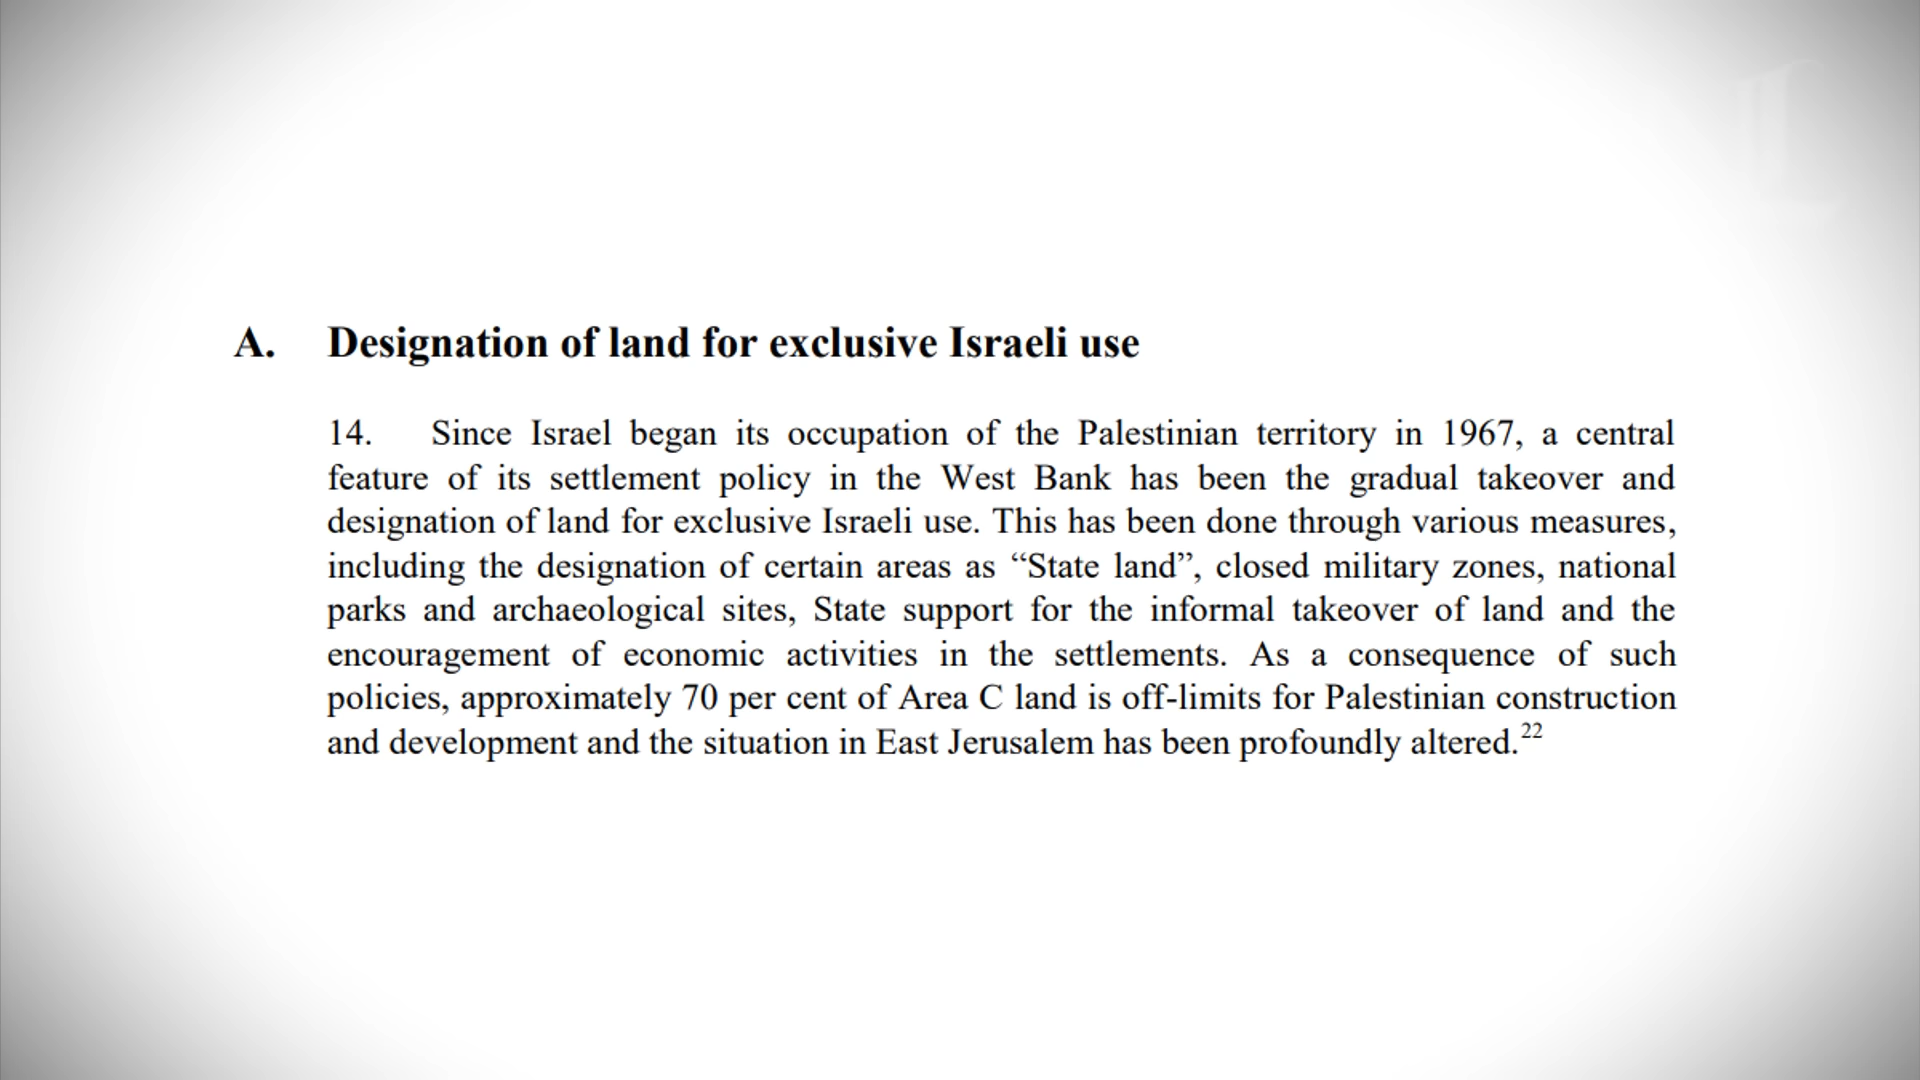 A. Designation of land for exclusive Israeli use
14. Since Israel began its occupation of the Palestinian territory in 1967, a central
feature of its settlement policy in the West Bank has been the gradual takeover and
designation of land for exclusive Israeli use. This has been done through various measures,
including the designation of certain areas as “State land”, closed military zones, national
parks and archaeological sites, State support for the informal takeover of land and the
encouragement of economic activities in the settlements. As a consequence of such
policies, approximately 70 per cent of Area C land is off-limits for Palestinian construction
and development and the situation in East Jerusalem has been profoundly altered.22